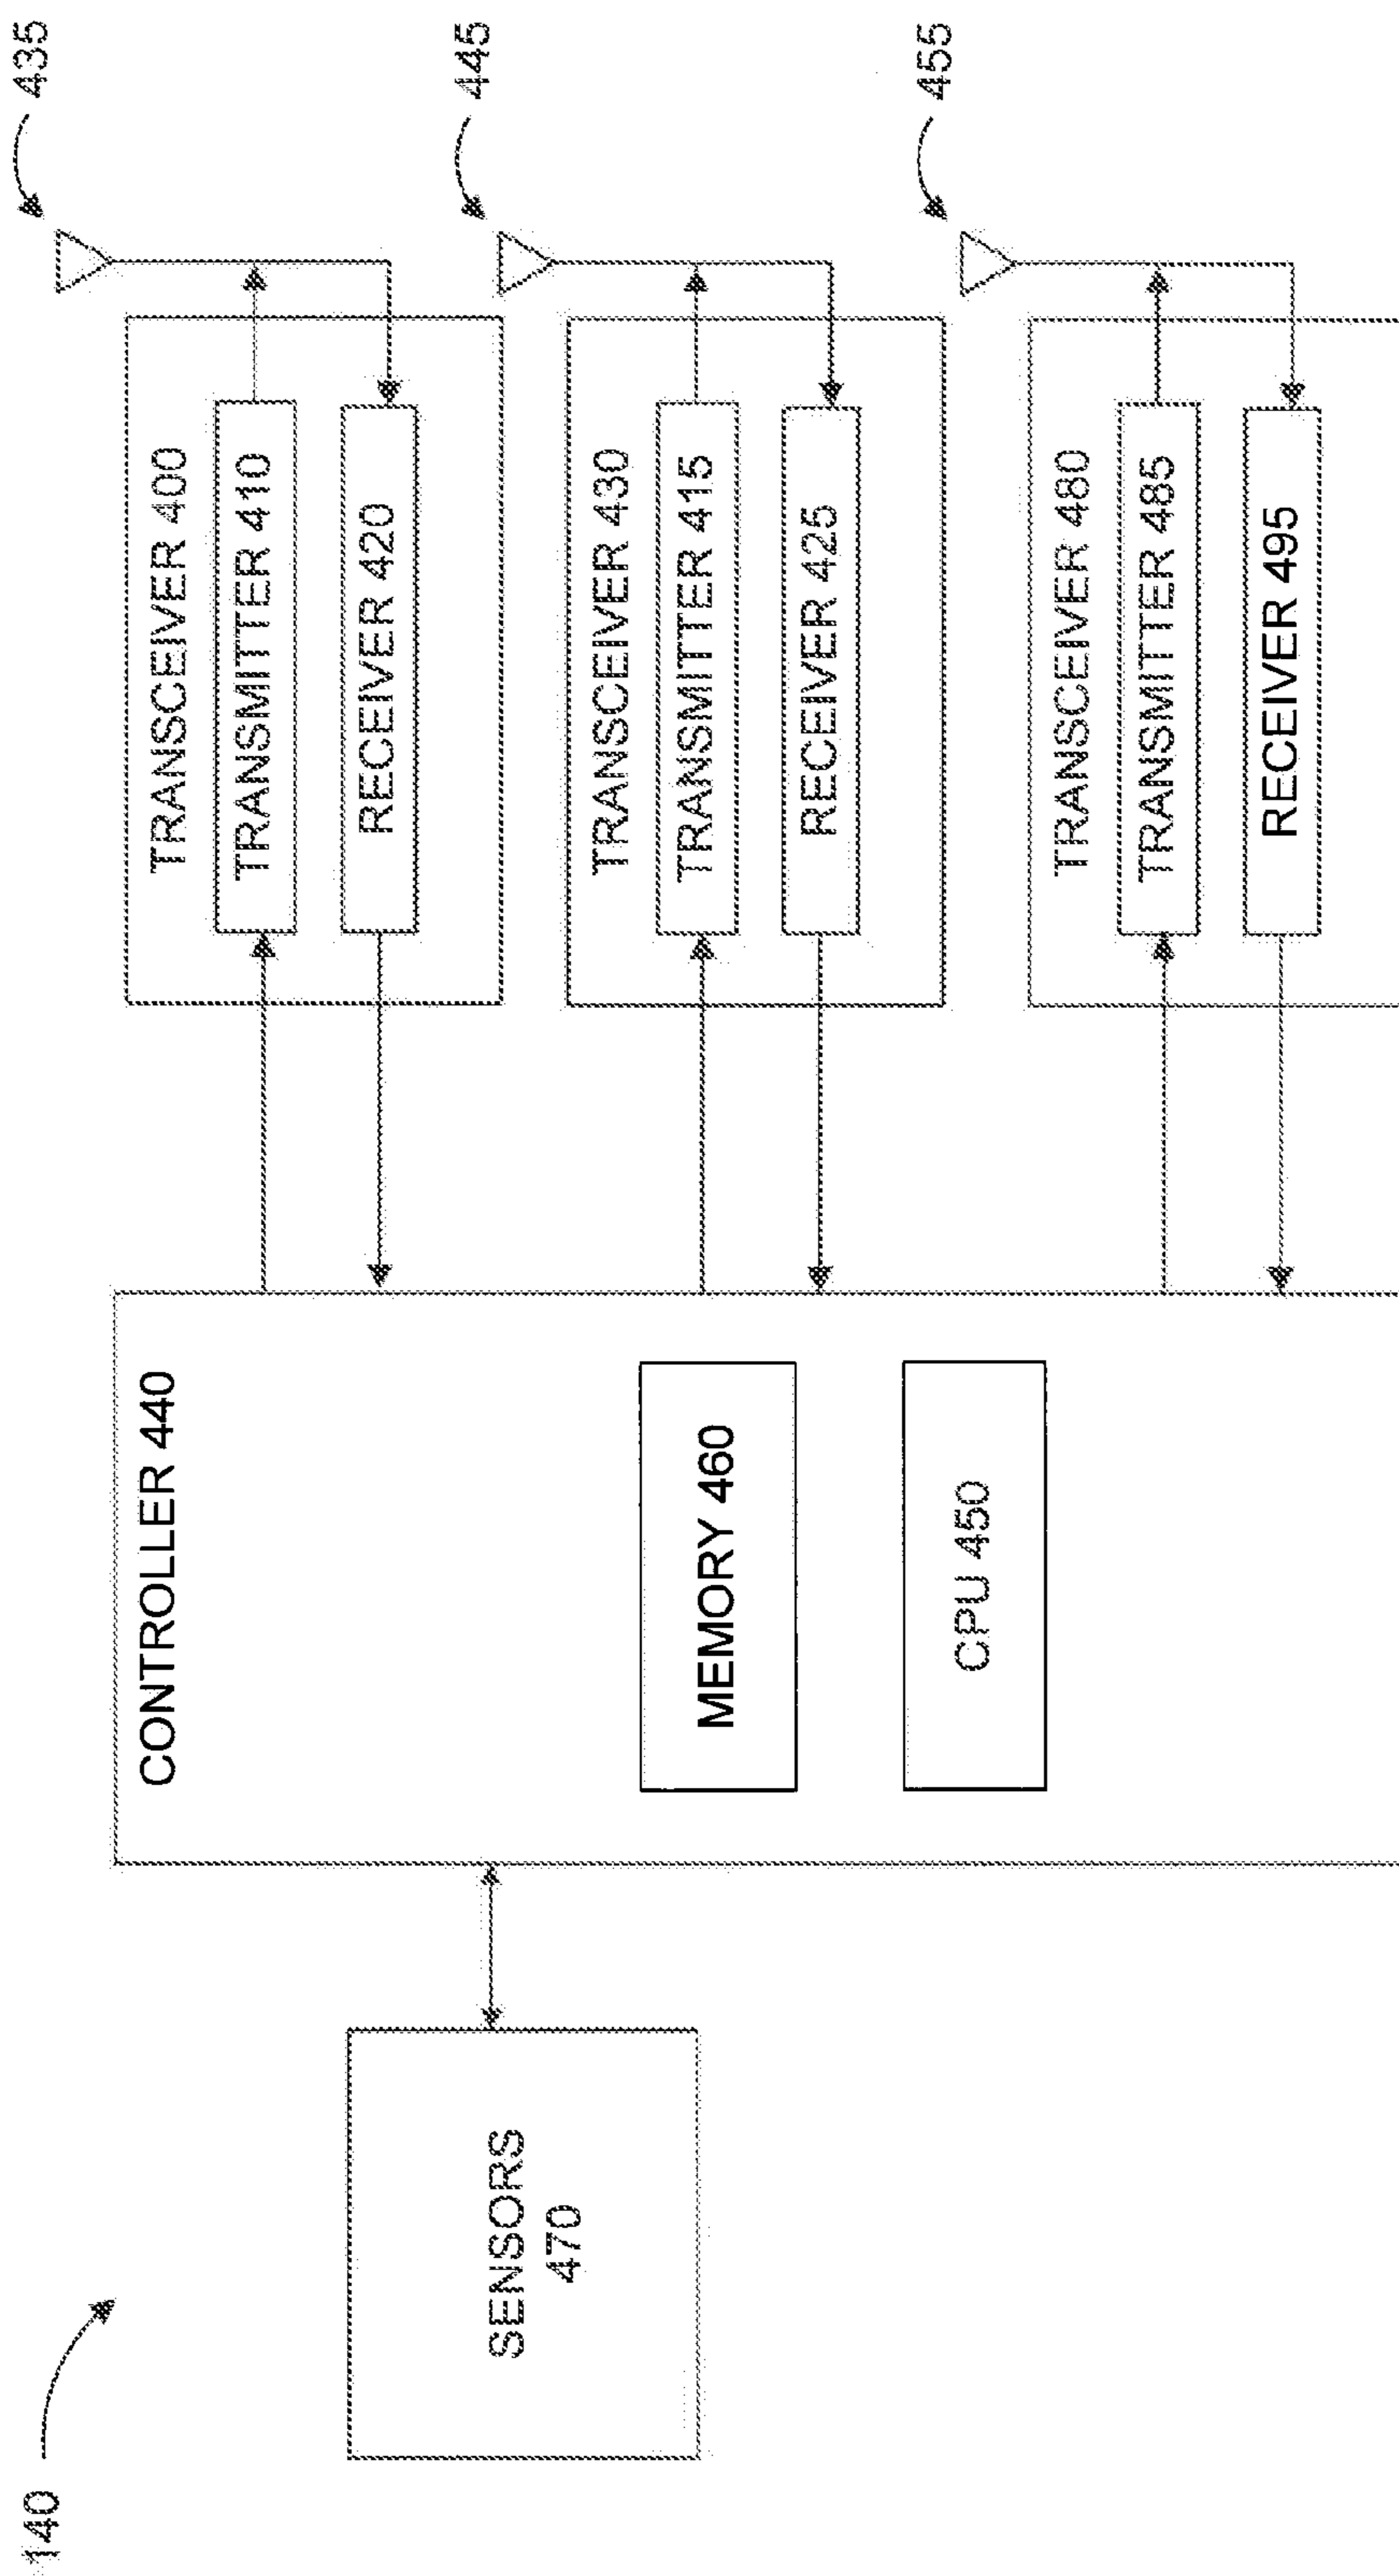 140
SENSORS
470
CONTROLLER 440
MEMORY 460
CPU 450
TRANSCEIVER 400
TRANSMITTER 410
RECEIVER 420
435
TRANSCEIVER 430
TRANSMITTER 415
RECEIVER 425
445
TRANSCEIVER 480
TRANSMITTER 485
RECEIVER 495
455